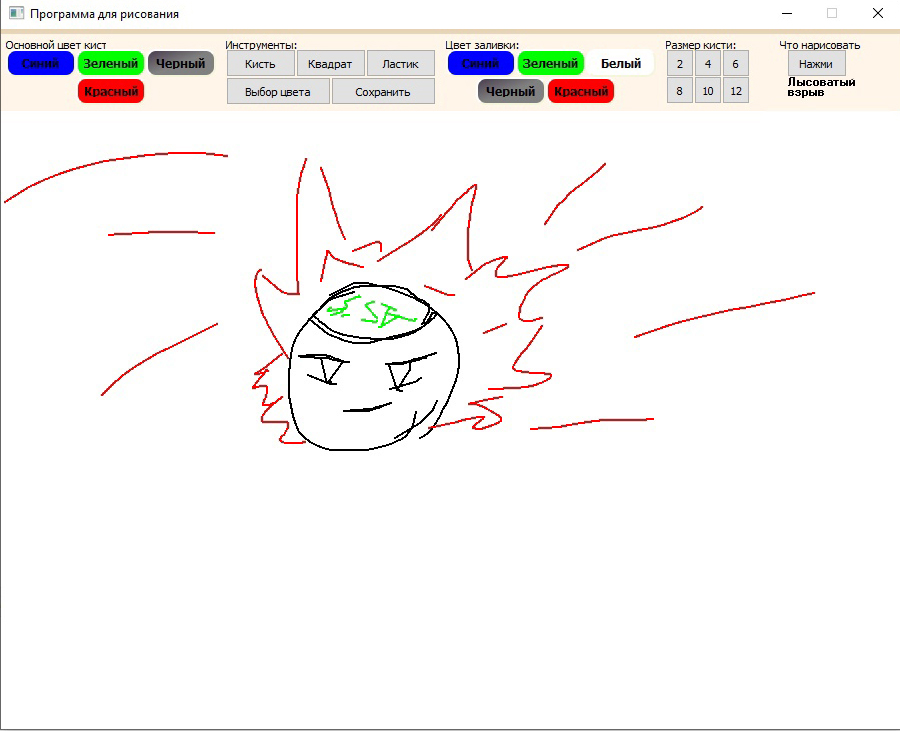 Программа для рисования
Основной цвет кист
Синий Зеленый Черный
Красный
Инструменты:
Кисть Квадрат Ластик
Выбор цвета Сохранить
Цвет заливки:
Синий Зеленый Белый
Черный Красный
Размер кисти:
2 4 6
8 10 12
Что нарисовать
Нажми
Лысоватый
взрыв